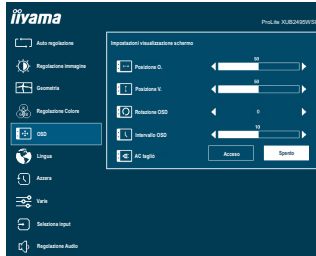 iiyama
ProLite XUB2495WSU
Auto regolazione
Regolazione immagine
Geometria
Regolazione Colore
OSD
Lingua
Azzera
Varie
Seleziona input
Regolazione Audio
Impostazioni visualizzazione schermo
Posizione O.
50
Posizione V.
50
Rotazione OSD
0
Intervallo OSD
10
AC taglió
Acceso
Spento